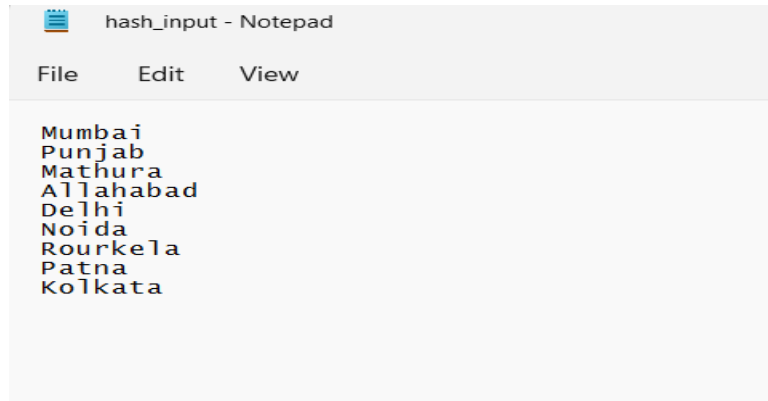 hash_input - Notepad
File Edit View
Mumbai
Punjab
Mathura
Allahabad
Delhi
Noida
Rourkela
Patna
Kolkata